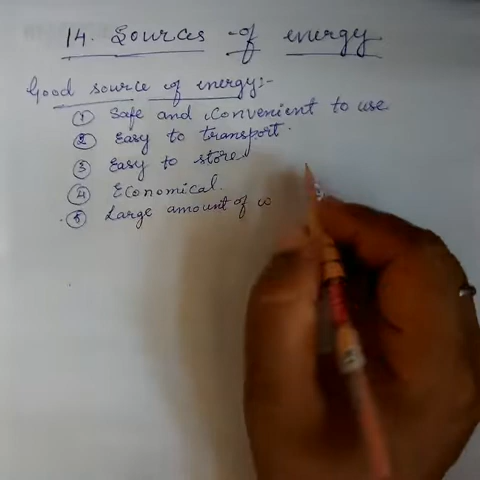 14. Sources of energy
Good source of energy:-
① Safe and Convenient to use
② Easy to transport.
③ Easy to store
④ Economical.
⑤ Large amount of w